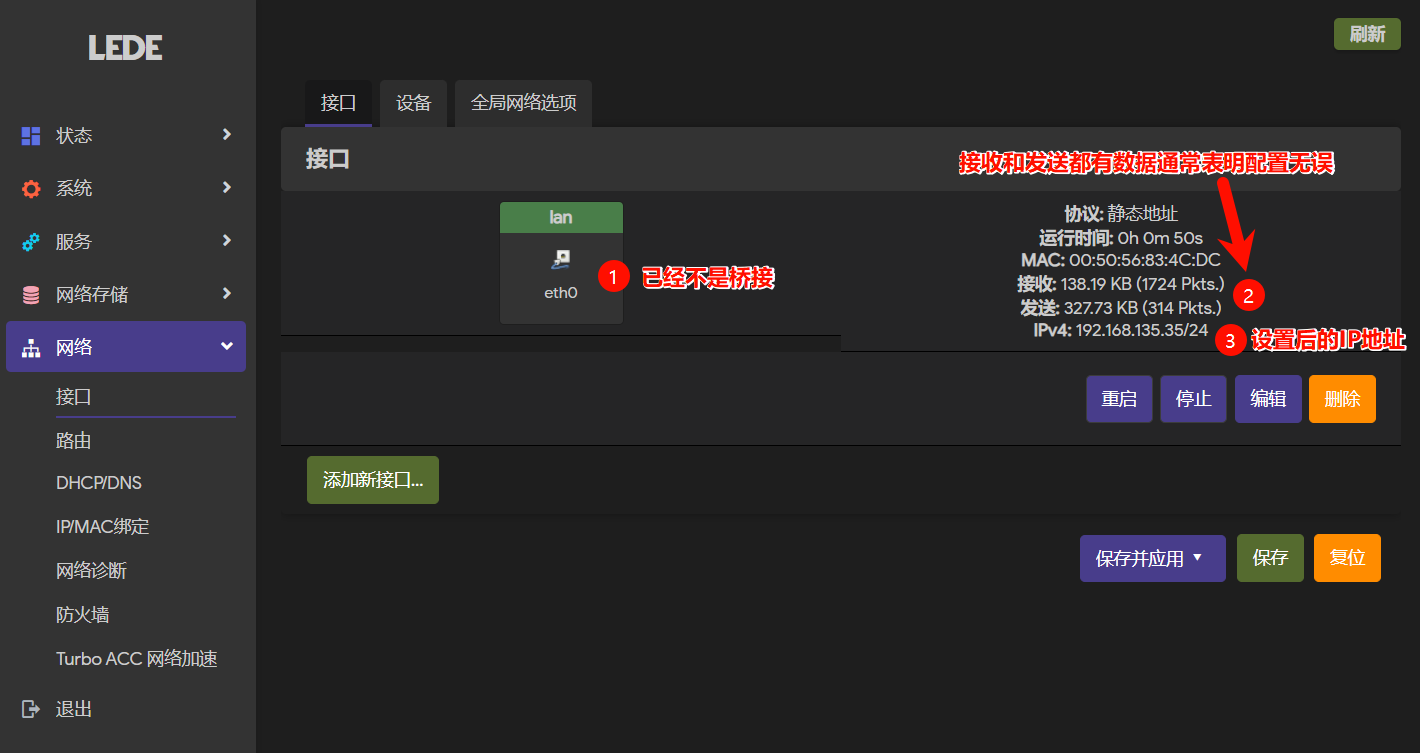 LEDE
刷新
接口
设备
全局网络选项
状态
系统
服务
网络存储
网络
接口
路由
DHCP/DNS
IP/MAC绑定
网络诊断
防火墙
Turbo ACC 网络加速
退出
接口
接收和发送都有数据通常表明配置无误
lan
eth0
1 已经不是桥接
协议: 静态地址
运行时间: 0h 0m 50s
MAC: 00:50:56:83:4C:DC
接收: 138.19 KB (1724 Pkts.)
2
发送: 327.73 KB (314 Pkts.)
IPv4: 192.168.135.35/24
3 设置后的IP地址
重启 停止 编辑 删除
添加新接口...
保存并应用 保存 复位